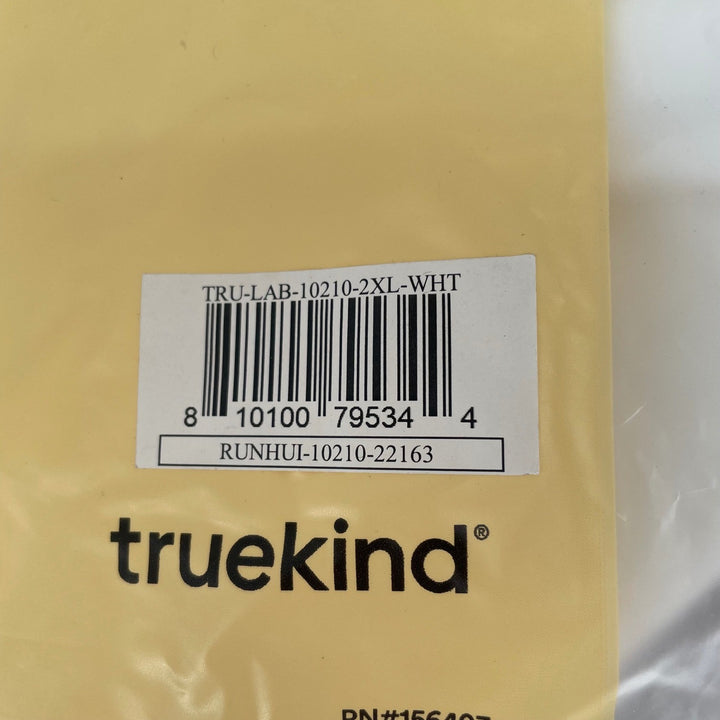 TRU-LAB-10210-2XL-WHT
8 10100 79534 4
RUNHUI-10210-22163
truekind®